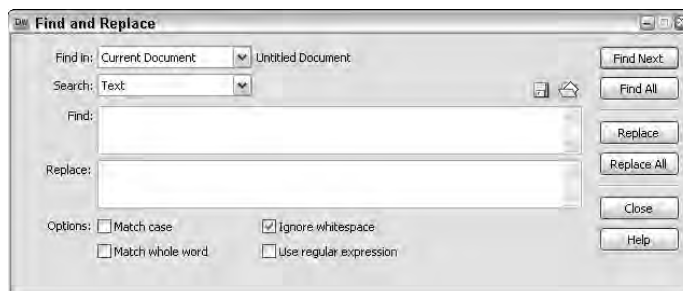 DW Find and Replace
Find in: Current Document Untitled Document
Find Next
Search: Text
Find All
Find:
Replace
Replace:
Replace All
Close
Options: Match case Ignore whitespace
Help
Match whole word Use regular expression